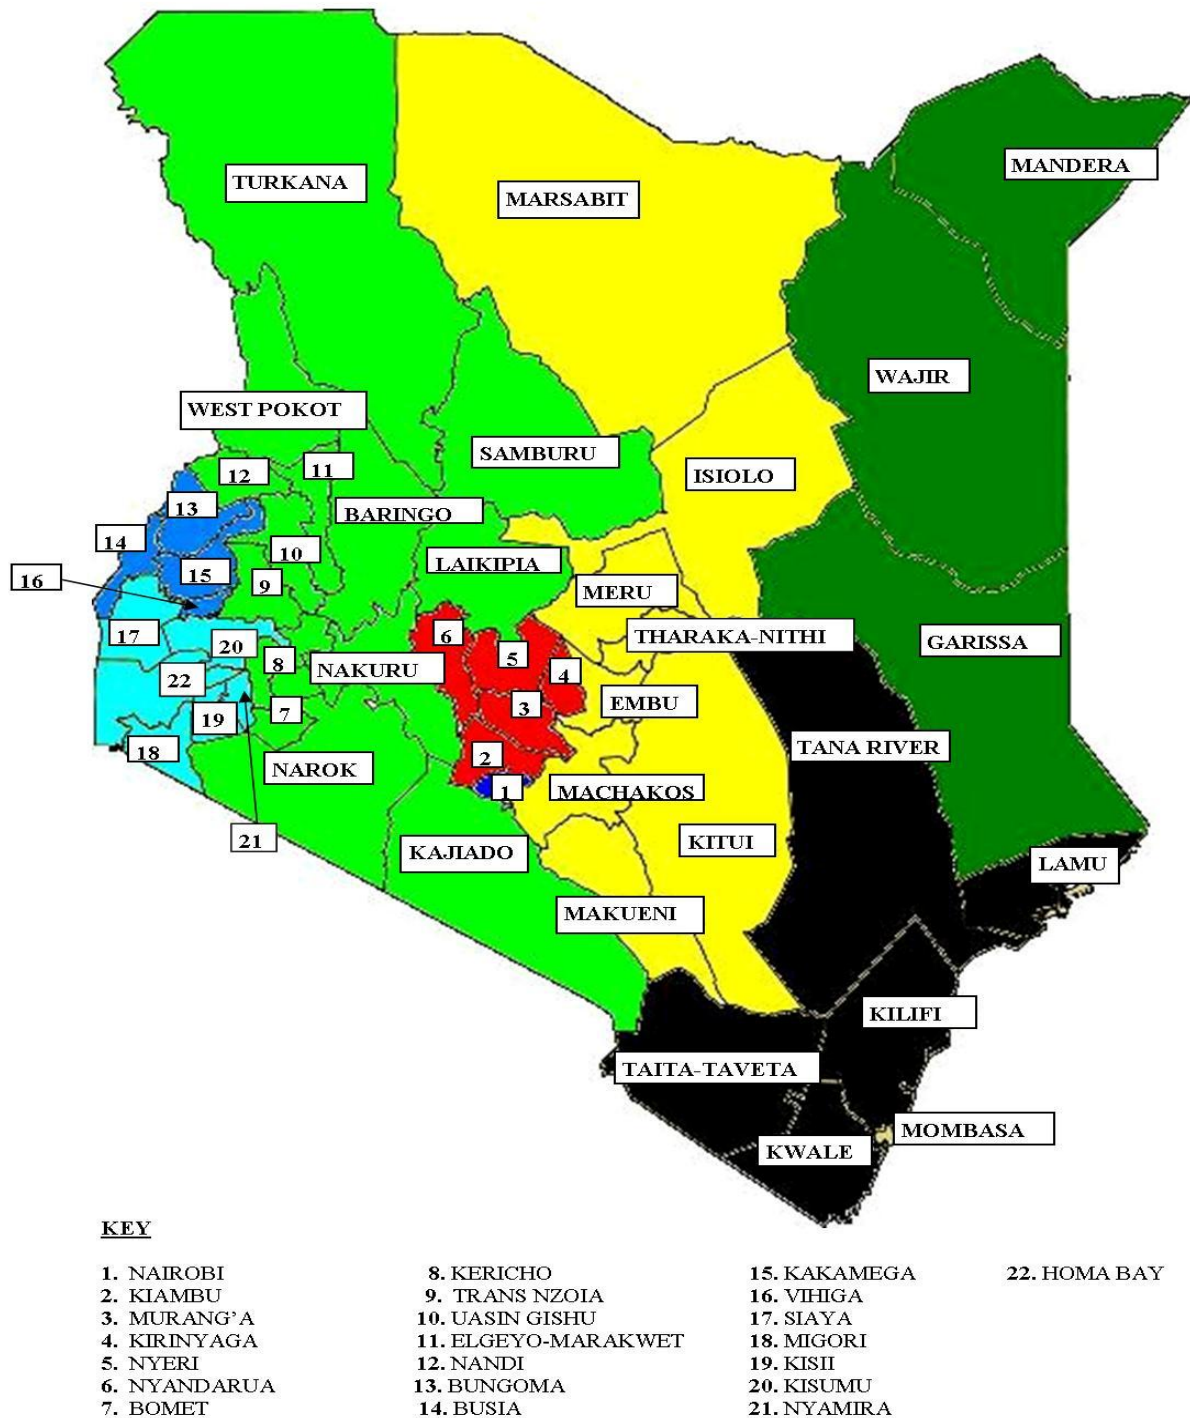 MANDERA
TURKANA
MARSABIT
WAJIR
WEST POKOT
SAMBURU
11
12
ISIOLO
13
BARINGO
14
10
LAIKIPIA
16
15
9
MERU
6
17
THARAKA-NITHI
GARISSA
20
5
8
NAKURU
4
22
EMBU
3
7
19
TANA RIVER
18
2
NAROK
1
MACHAKOS
21
KITUI
KAJIADO
LAMU
MAKUENI
KILIFI
TAITA-TAVETA
MOMBASA
KWALE
KEY
1. NAIROBI
2. KIAMBU
3. MURANG'A
4. KIRINYAGA
5. NYERI
6. NYANDARUA
7. BOMET
8. KERICHO
9. TRANS NZOIA
10. UASIN GISHU
11. ELGEYO-MARAKWET
12. NANDI
13. BUNGOMA
14. BUSIA
15. KAKAMEGA
16. VIHIGA
17. SIAYA
18. MIGORI
19. KISII
20. KISUMU
21. NYAMIRA
22. HOMA BAY